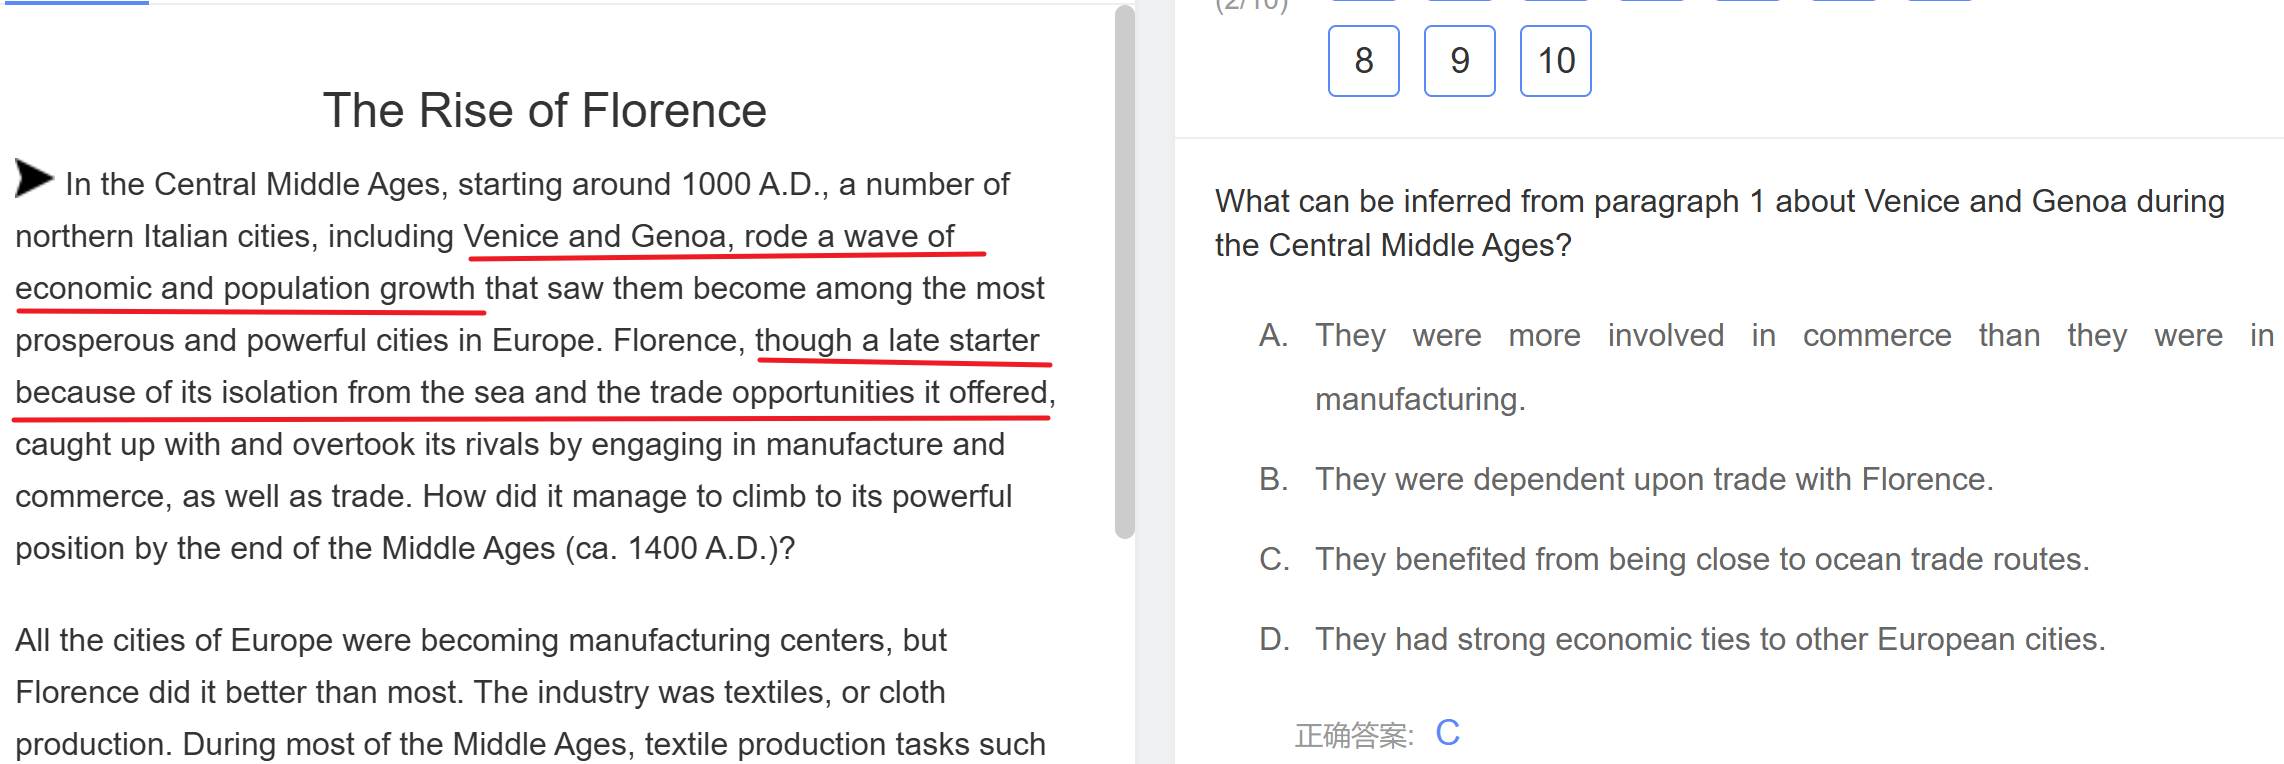 The Rise of Florence
In the Central Middle Ages, starting around 1000 A.D., a number of
northern Italian cities, including Venice and Genoa, rode a wave of
economic and population growth that saw them become among the most
prosperous and powerful cities in Europe. Florence, though a late starter
because of its isolation from the sea and the trade opportunities it offered,
caught up with and overtook its rivals by engaging in manufacture and
commerce, as well as trade. How did it manage to climb to its powerful
position by the end of the Middle Ages (ca. 1400 A.D.)?
All the cities of Europe were becoming manufacturing centers, but
Florence did it better than most. The industry was textiles, or cloth
production. During most of the Middle Ages, textile production tasks such
(2/10)
8 9 10
What can be inferred from paragraph 1 about Venice and Genoa during
the Central Middle Ages?
A. They were more involved in commerce than they were in
manufacturing.
B. They were dependent upon trade with Florence.
C. They benefited from being close to ocean trade routes.
D. They had strong economic ties to other European cities.
正确答案: C